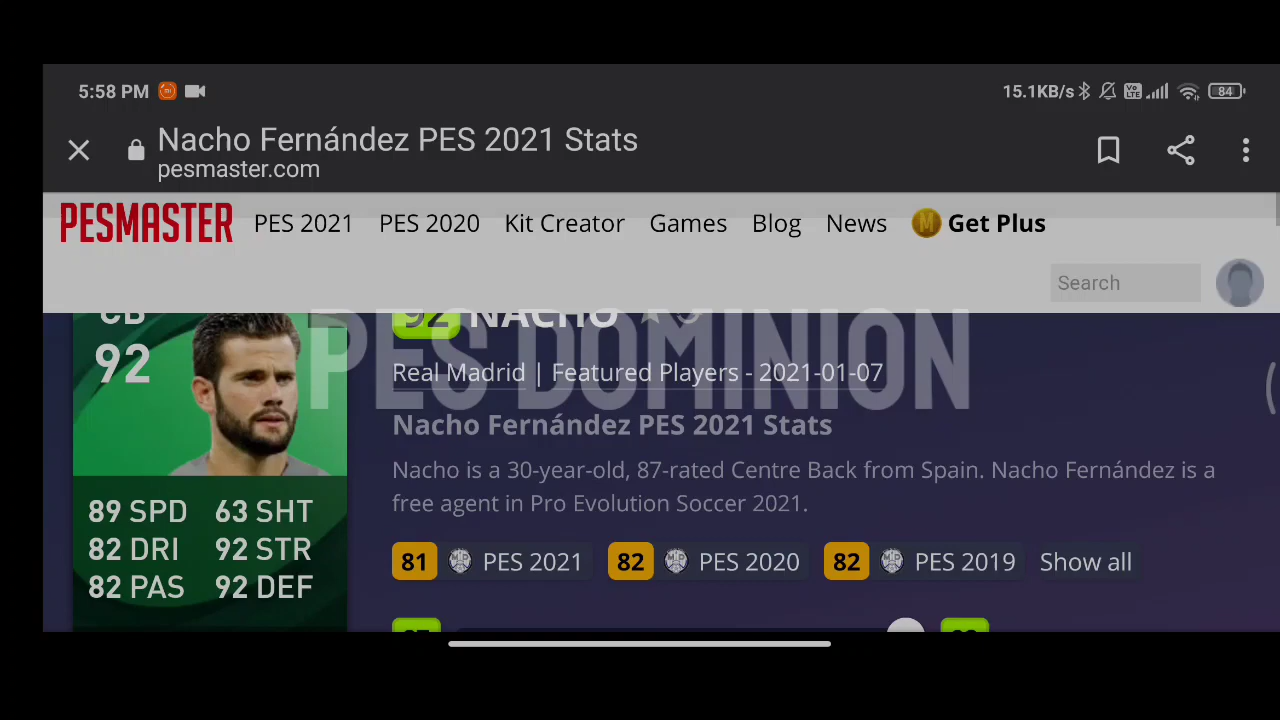 5:58 PM
15.1KB/s
Vo
LTE
84
Nacho Fernández PES 2021 Stats
pesmaster.com
PESMASTER PES 2021 PES 2020 Kit Creator Games Blog News M Get Plus
Search
CB
92
92 NACHO
PES DOMINION
Real Madrid | Featured Players - 2021-01-07
Nacho Fernández PES 2021 Stats
Nacho is a 30-year-old, 87-rated Centre Back from Spain. Nacho Fernández is a
free agent in Pro Evolution Soccer 2021.
89 SPD 63 SHT
82 DRI 92 STR
82 PAS 92 DEF
81 PES 2021 82 PES 2020 82 PES 2019 Show all